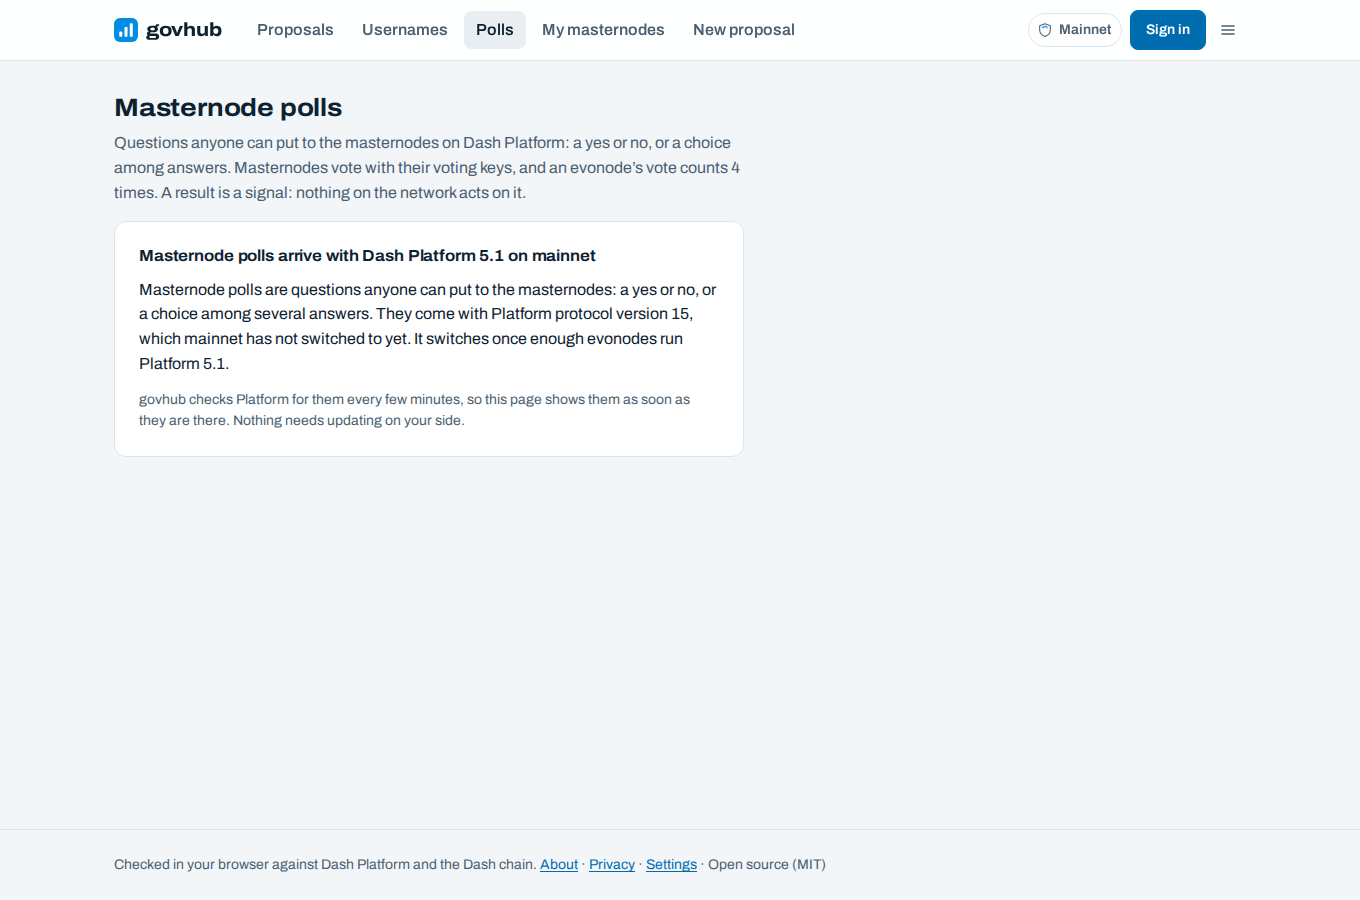 govhub
Proposals
Usernames
Polls
My masternodes
New proposal
Mainnet
Sign in
Masternode polls
Questions anyone can put to the masternodes on Dash Platform: a yes or no, or a choice
among answers. Masternodes vote with their voting keys, and an evonode’s vote counts 4
times. A result is a signal: nothing on the network acts on it.
Masternode polls arrive with Dash Platform 5.1 on mainnet
Masternode polls are questions anyone can put to the masternodes: a yes or no, or
a choice among several answers. They come with Platform protocol version 15,
which mainnet has not switched to yet. It switches once enough evonodes run
Platform 5.1.
govhub checks Platform for them every few minutes, so this page shows them as soon as
they are there. Nothing needs updating on your side.
Checked in your browser against Dash Platform and the Dash chain. About · Privacy · Settings · Open source (MIT)